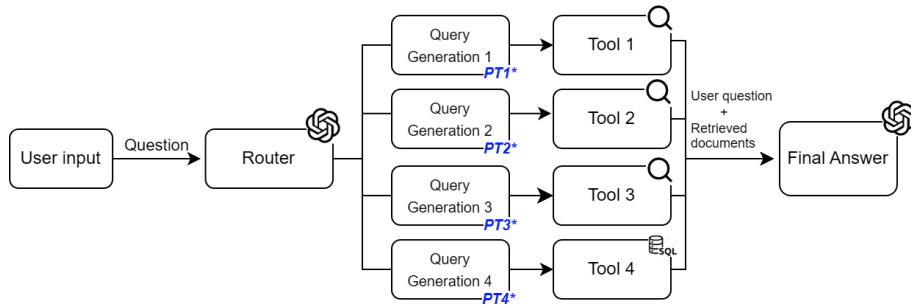 User input
Question
Router
Query
Generation 1
PT1*
Tool 1
Query
Generation 2
PT2*
Tool 2
Query
Generation 3
PT3*
Tool 3
Query
Generation 4
PT4*
Tool 4
SQL
User question
+
Retrieved
documents
Final Answer